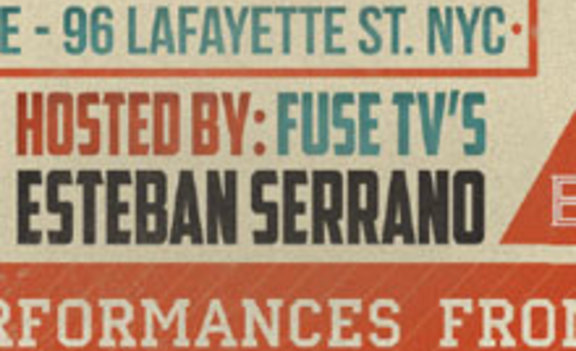 E - 96 LAFAYETTE ST. NYC
HOSTED BY: FUSE TV'S
ESTEBAN SERRANO
E
RFORMANCES FRO